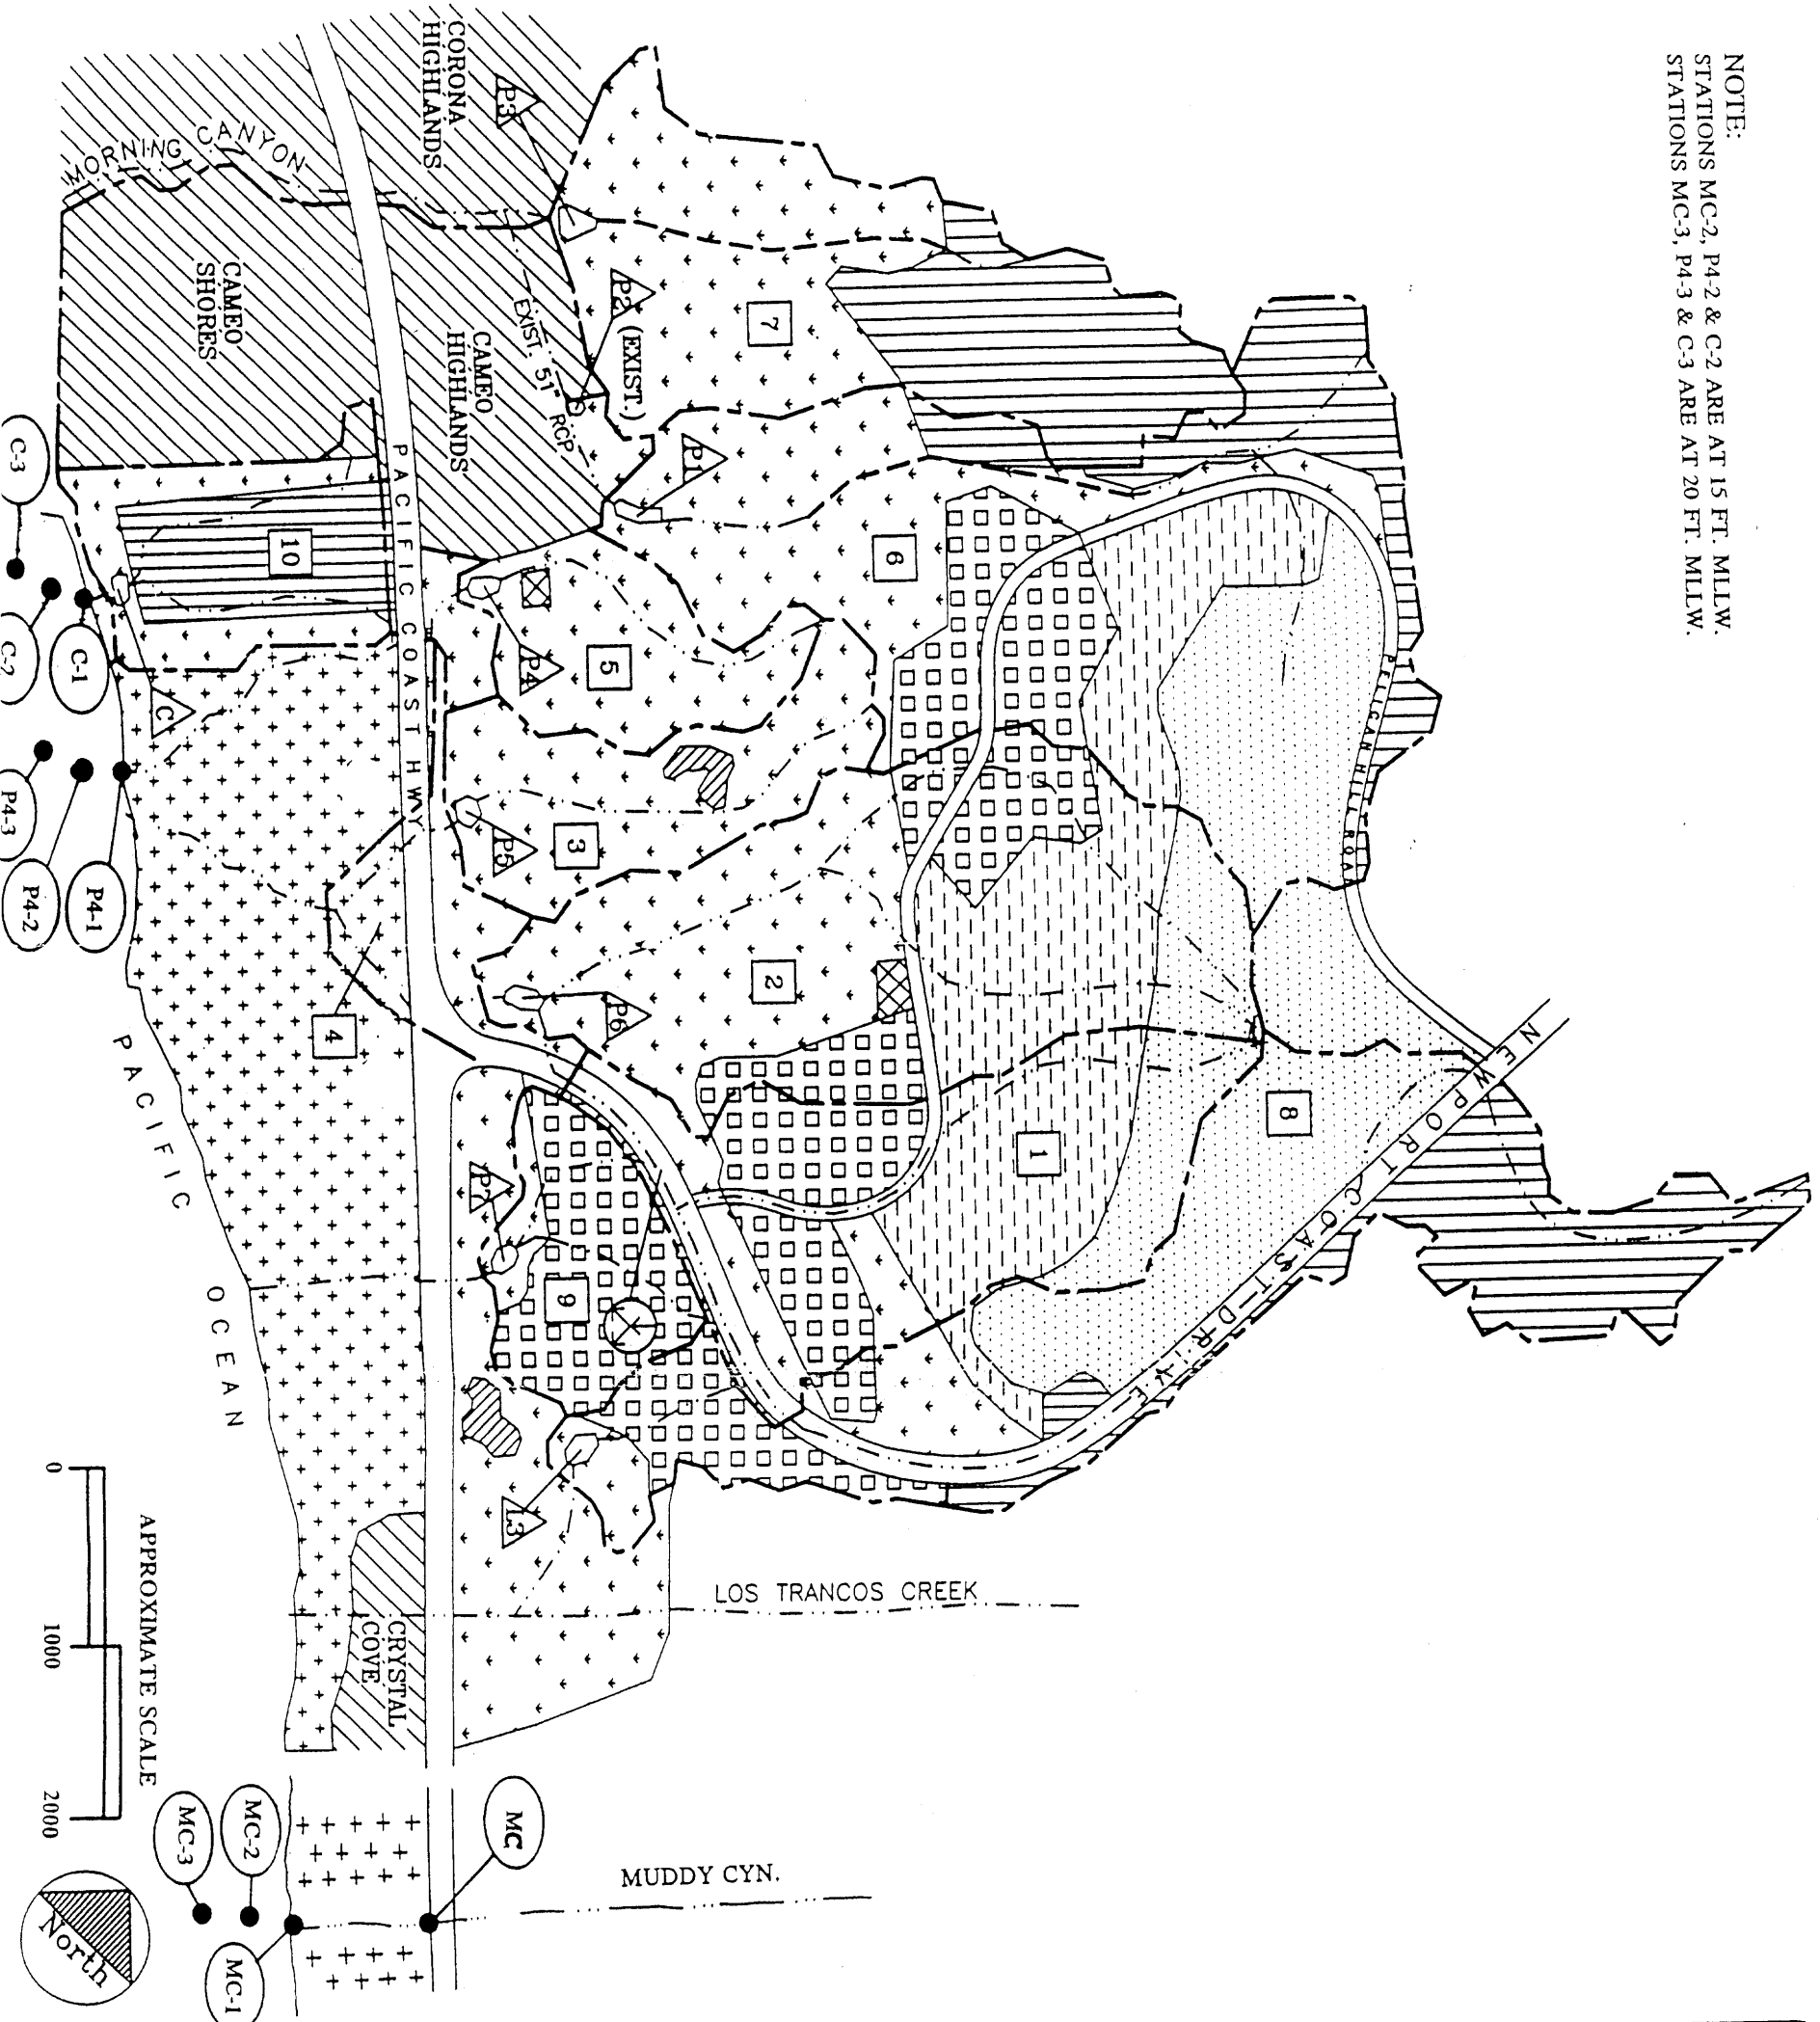 NOTE:
STATIONS MC-2, P4-2 & C-2 ARE AT 15 FT. MLLW.
STATIONS MC-3, P4-3 & C-3 ARE AT 20 FT. MLLW.
CORONA
HIGHLANDS
P3
MORNING CANYON
CAMEO
SHORES
CAMEO
HIGHLANDS
EXIST. 51" RCP
P2 (EXIST.)
P1
7
6
10
5
P4
3
P5
2
P6
4
1
8
9
P7
L3
C
PACIFIC COAST HWY
PELICAN HILL ROAD
NEWPORT COAST DRIVE
C-3
C-2
C-1
P4-3
P4-2
P4-1
PACIFIC OCEAN
LOS TRANCOS CREEK
CRYSTAL
COVE
MUDDY CYN.
MC
MC-1
MC-2
MC-3
APPROXIMATE SCALE
0
1000
2000
North